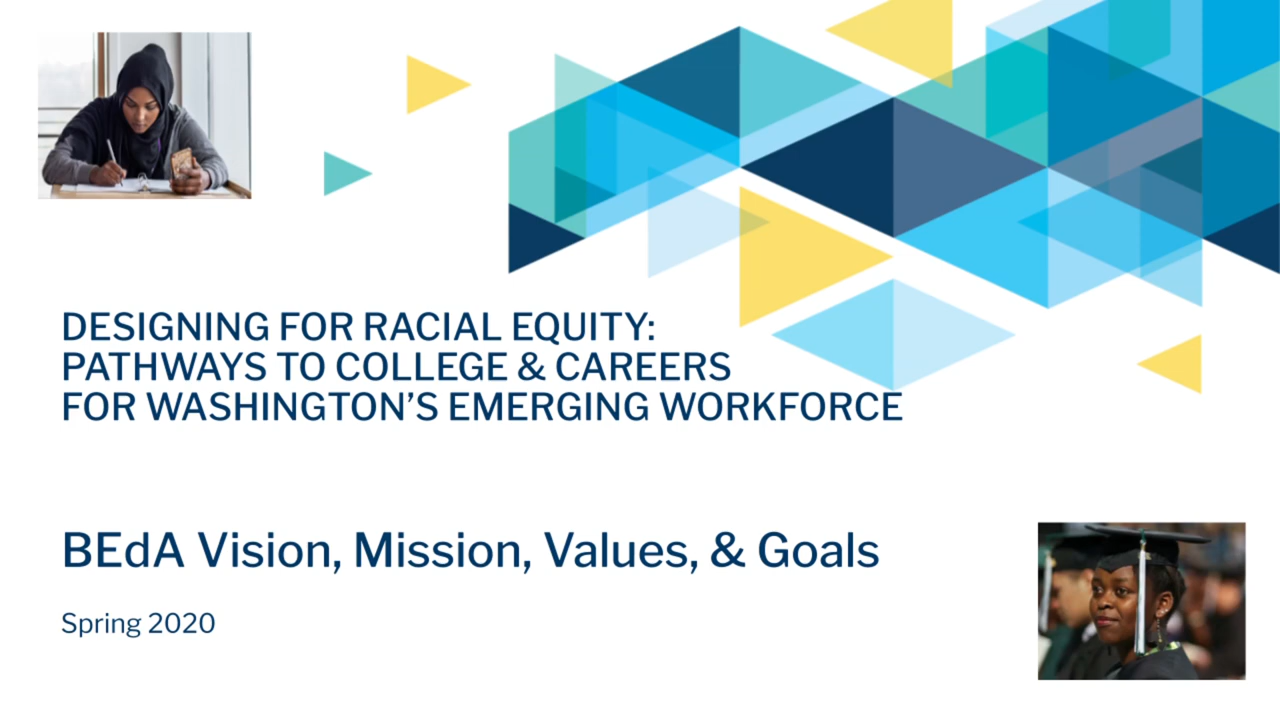 DESIGNING FOR RACIAL EQUITY:
PATHWAYS TO COLLEGE & CAREERS
FOR WASHINGTON’S EMERGING WORKFORCE
BEdA Vision, Mission, Values, & Goals
Spring 2020